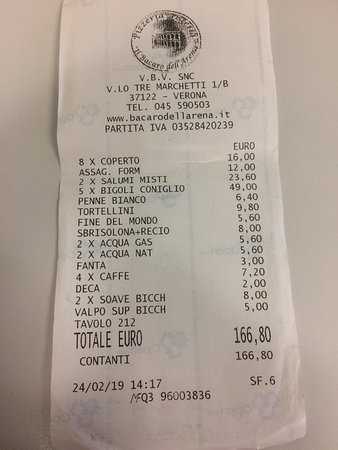 Pizzeria Osteria
Il Bacaro dell'Arena
V.B.V. SNC
V.LO TRE MARCHETTI 1/B
37122 - VERONA
TEL. 045 590503
www.bacarodellarena.it
PARTITA IVA 03528420239
EURO
8 X COPERTO 16,00
ASSAG. FORM 12,00
2 X SALUMI MISTI 23,60
5 X BIGOLI CONIGLIO 49,00
PENNE BIANCO 6,40
TORTELLINI 9,80
FINE DEL MONDO 5,60
SBRISOLONA+RECIO 8,00
2 X ACQUA GAS 5,60
2 X ACQUA NAT 5,60
FANTA 3,00
4 X CAFFE 7,20
DECA 2,00
2 X SOAVE BICCH 8,00
VALPO SUP BICCH 5,00
TAVOLO 212
TOTALE EURO 166,80
CONTANTI 166,80
24/02/19 14:17 SF.6
FQ3 96003836